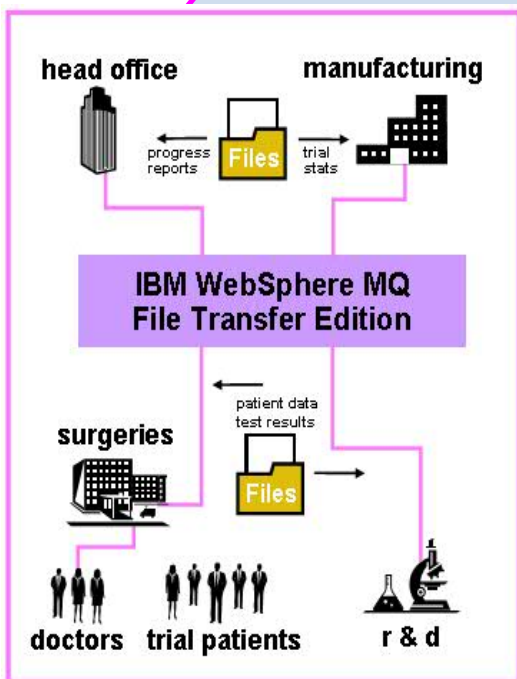 head office
manufacturing
Files
progress
reports
trial
stats
IBM WebSphere MQ
File Transfer Edition
patient data
test results
surgeries
Files
doctors
trial patients
r & d